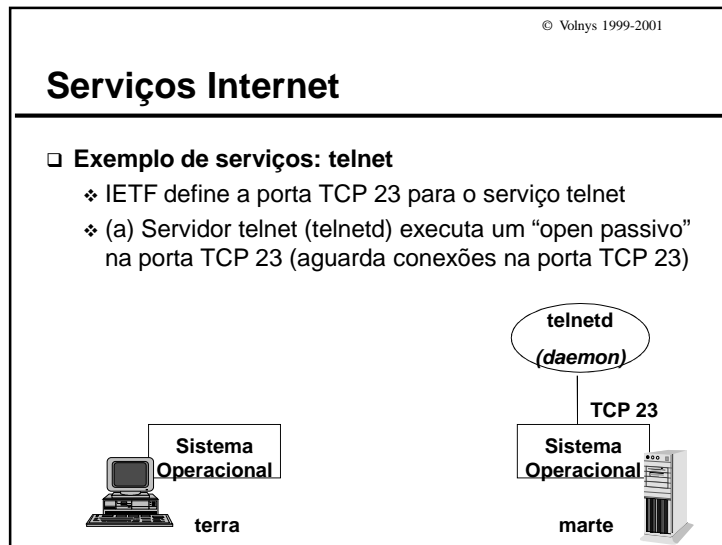 © Volnys 1999-2001
Serviços Internet
❑ Exemplo de serviços: telnet
❖ IETF define a porta TCP 23 para o serviço telnet
❖ (a) Servidor telnet (telnetd) executa um “open passivo”
na porta TCP 23 (aguarda conexões na porta TCP 23)
telnetd
(daemon)
TCP 23
Sistema
Operacional
terra
Sistema
Operacional
marte